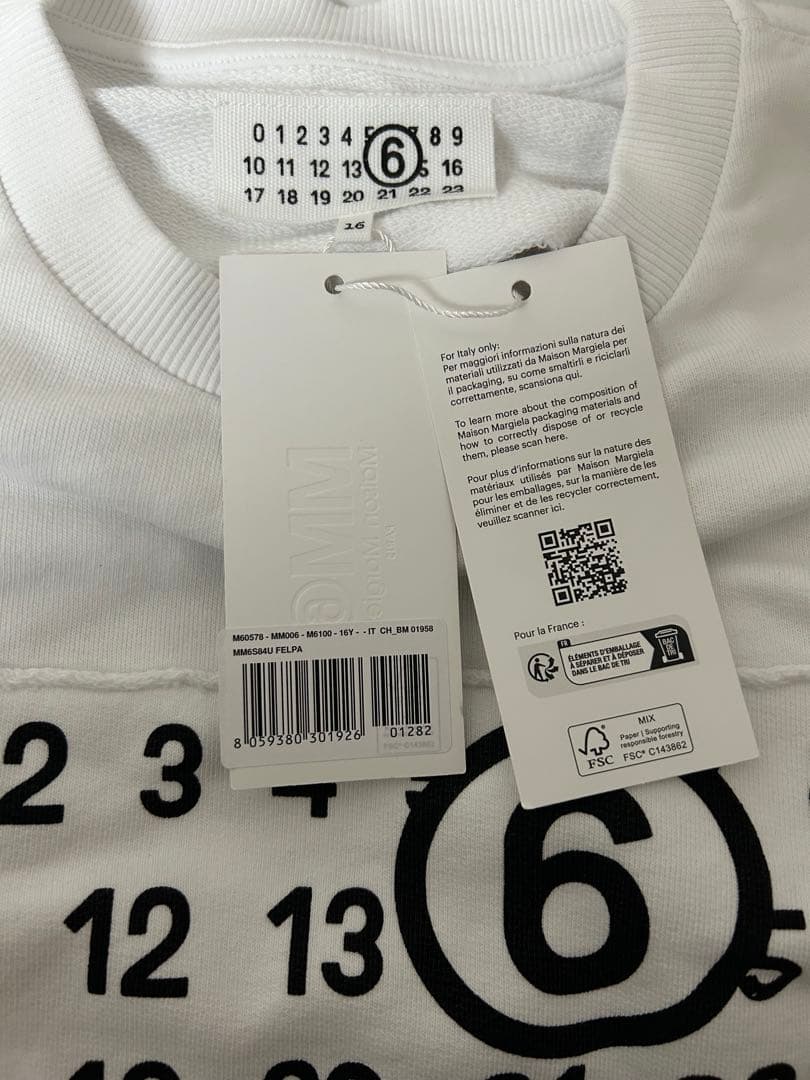 0 1 2 3 4 5 7 8 9
10 11 12 13 6 5 16
17 18 19 20 21 22 23
16
For Italy only:
Per maggiori informazioni sulla natura dei
materiali utilizzati da Maison Margiela per
il packaging, su come smaltirli e riciclarli
correttamente, scansiona qui.
To learn more about the composition of
Maison Margiela packaging materials and
how to correctly dispose of or recycle
them, please scan here.
Pour plus d'informations sur la nature des
matériaux utilisés par Maison Margiela
pour les emballages, sur la manière de les
éliminer et de les recycler correctement,
veuillez scanner ici.
Pour la France :
FR
ÉLÉMENTS D'EMBALLAGE
À SÉPARER ET À DÉPOSER
DANS LE BAC DE TRI
BAC
DE
TRI
MIX
Paper | Supporting
responsible forestry
FSC
FSC® C143862
M60578 - MM006 - M6100 - 16Y - - IT CH_BM 01958
MM6S84U FELPA
8 059380 301926
01282
FSC® C143862
2 3 4
12 13 6